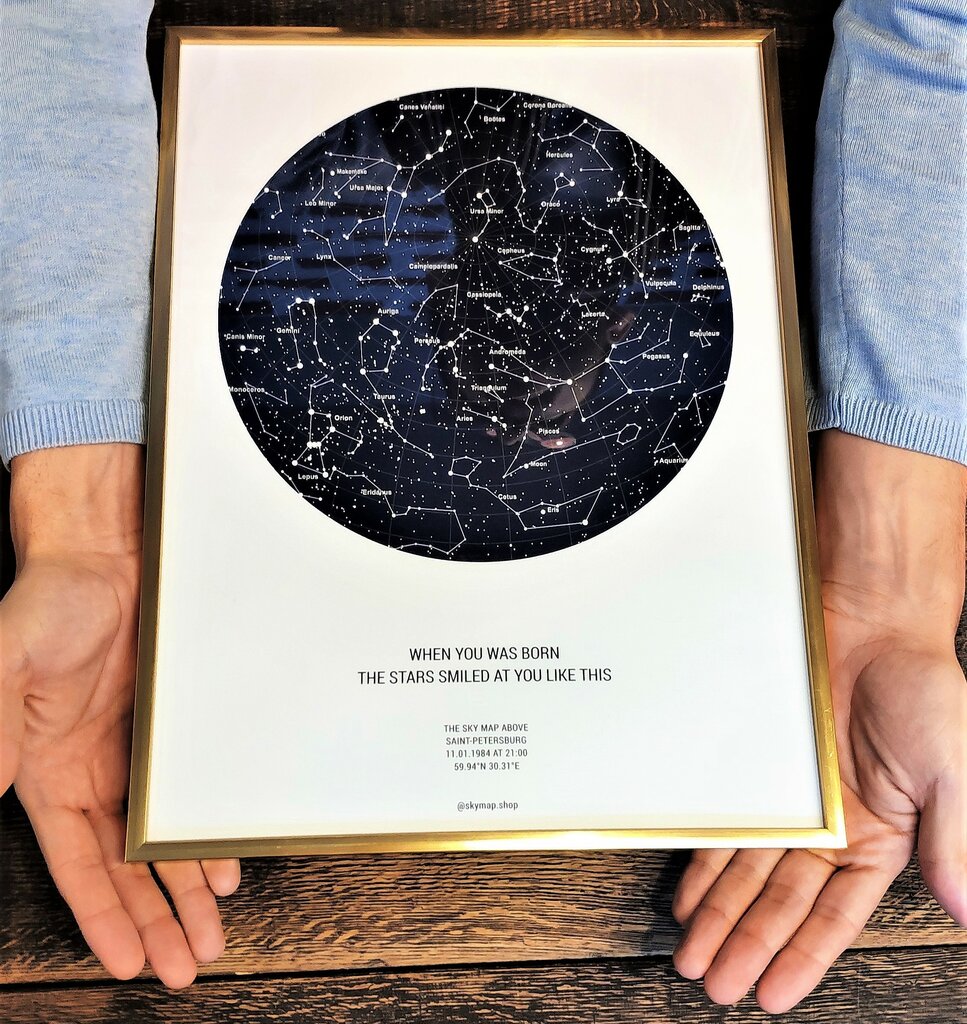 Canes Venatici
Corona Borealis
Bootes
Hercules
Makemake
Ursa Major
Leo Minor
Draco
Lyra
Ursa Minor
Sagitta
Cepheus
Cygnus
Cancer
Lynx
Camelopardalis
Vulpecula
Delphinus
Cassiopeia
Auriga
Lacerta
Gemini
Canis Minor
Perseus
Equuleus
Andromeda
Pegasus
Monoceros
Triangulum
Taurus
Orion
Aries
Pisces
Moon
Aquarius
Lepus
Eridanus
Cetus
Eris
WHEN YOU WAS BORN
THE STARS SMILED AT YOU LIKE THIS
THE SKY MAP ABOVE
SAINT-PETERSBURG
11.01.1984 AT 21:00
59.94°N 30.31°E
@skymap.shop